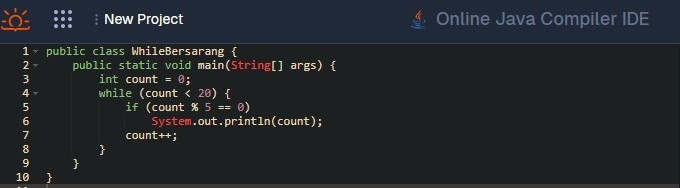 New Project
Online Java Compiler IDE
1 public class WhileBersarang {
2 public static void main(String[] args) {
3 int count = 0;
4 while (count < 20) {
5 if (count % 5 == 0)
6 System.out.println(count);
7 count++;
8 }
9 }
10 }